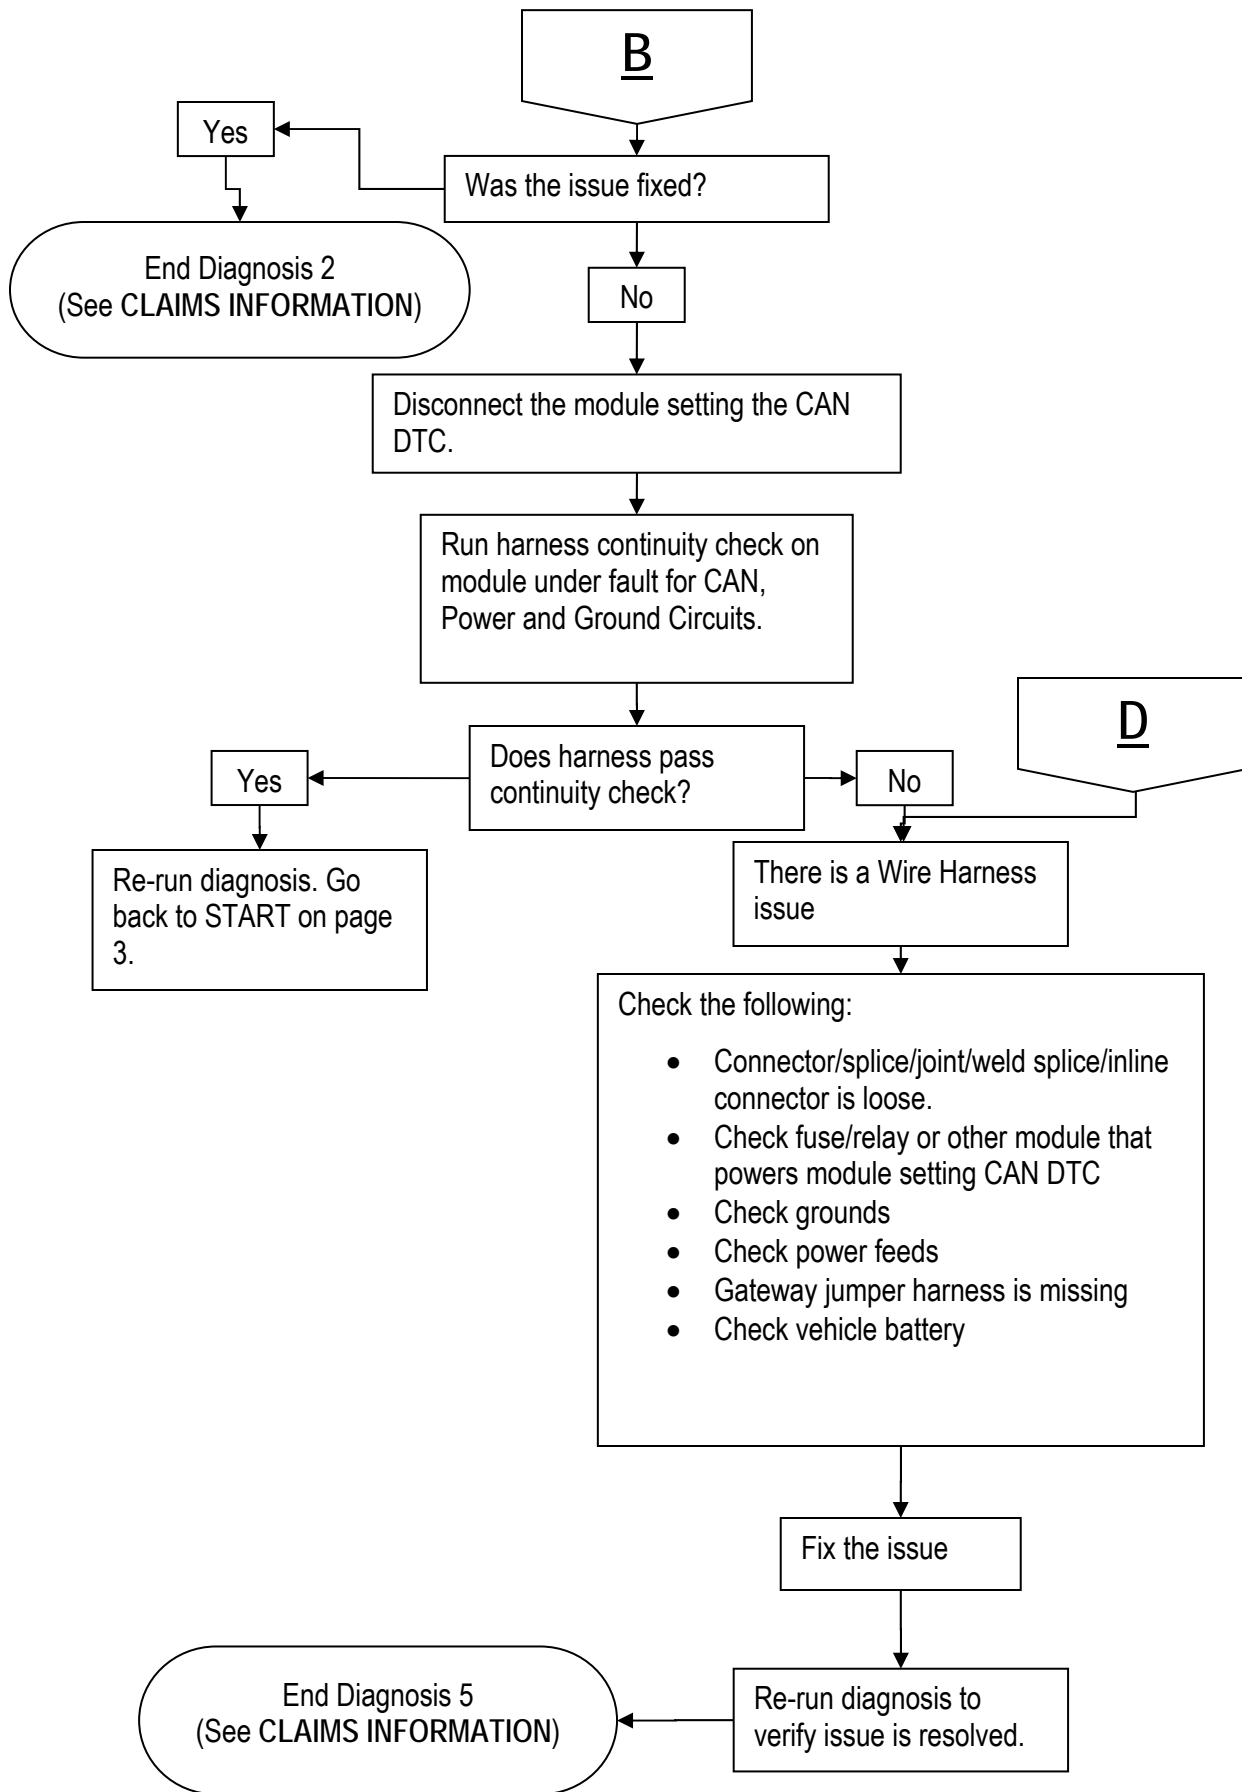 B
Yes
Was the issue fixed?
End Diagnosis 2
(See CLAIMS INFORMATION)
No
Disconnect the module setting the CAN
DTC.
Run harness continuity check on
module under fault for CAN,
Power and Ground Circuits.
D
Yes
Does harness pass
continuity check?
No
Re-run diagnosis. Go
back to START on page
3.
There is a Wire Harness
issue
Check the following:
• Connector/splice/joint/weld splice/inline
connector is loose.
• Check fuse/relay or other module that
powers module setting CAN DTC
• Check grounds
• Check power feeds
• Gateway jumper harness is missing
• Check vehicle battery
Fix the issue
End Diagnosis 5
(See CLAIMS INFORMATION)
Re-run diagnosis to
verify issue is resolved.